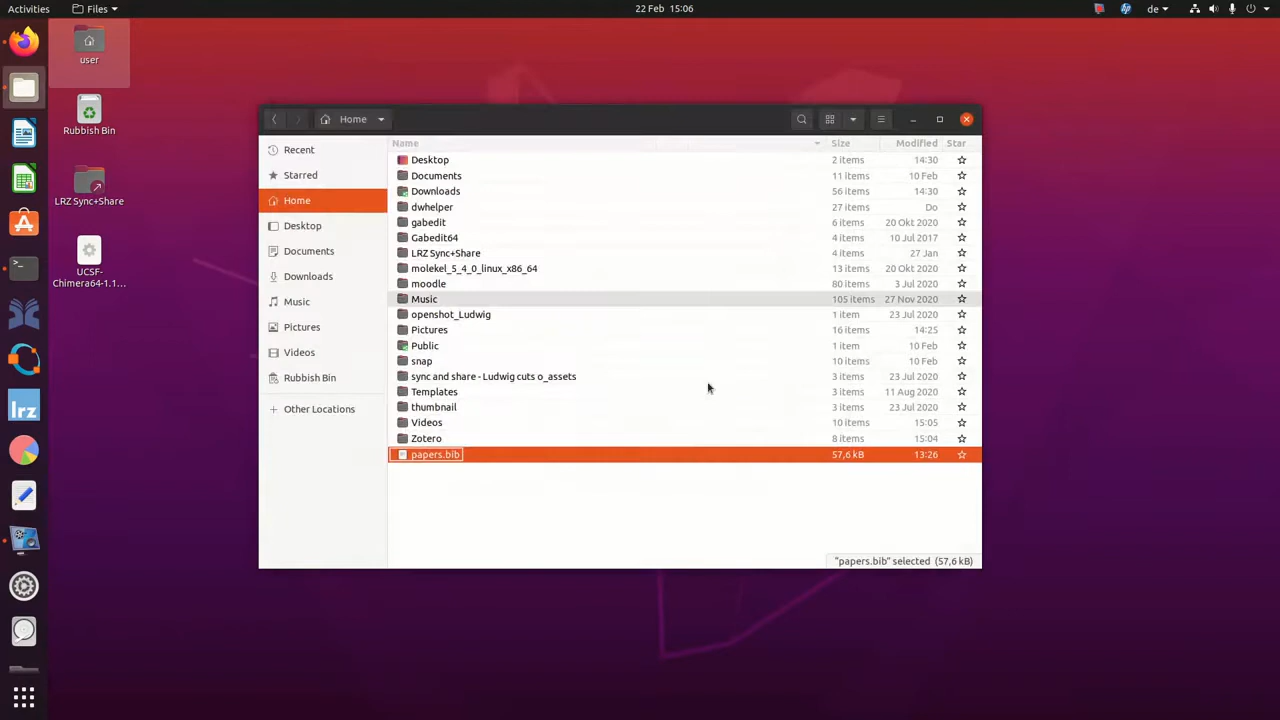 Activities Files 22 Feb 15:06 de
user
Rubbish Bin
LRZ Sync+Share
UCSF-
Chimera64-1.1...
lrz
Home
Recent
Starred
Home
Desktop
Documents
Downloads
Music
Pictures
Videos
Rubbish Bin
+ Other Locations
Name Size Modified Star
Desktop 2 items 14:30
Documents 11 items 10 Feb
Downloads 56 items 14:30
dwhelper 27 items Do
gabedit 6 items 20 Okt 2020
Gabedit64 4 items 10 Jul 2017
LRZ Sync+Share 4 items 27 Jan
molekel_5_4_0_linux_x86_64 13 items 20 Okt 2020
moodle 80 items 3 Jul 2020
Music 105 items 27 Nov 2020
openshot_Ludwig 1 item 23 Jul 2020
Pictures 16 items 14:25
Public 1 item 10 Feb
snap 10 items 10 Feb
sync and share - Ludwig cuts o_assets 3 items 23 Jul 2020
Templates 3 items 11 Aug 2020
thumbnail 3 items 23 Jul 2020
Videos 10 items 15:05
Zotero 8 items 15:04
papers.bib 57,6 kB 13:26
"papers.bib" selected (57,6 kB)